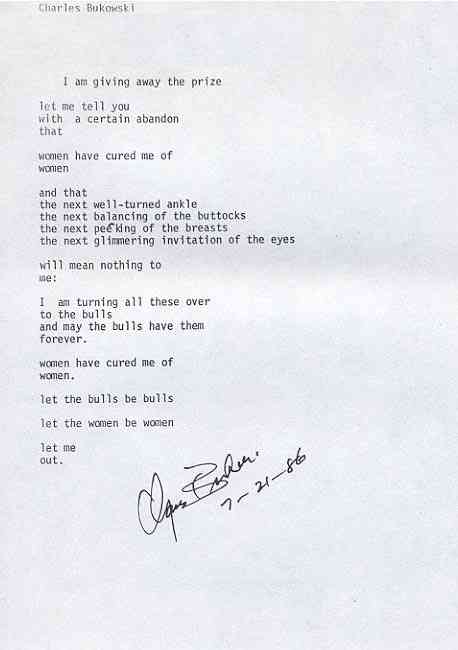 Charles Bukowski
I am giving away the prize
let me tell you
with a certain abandon
that
women have cured me of
women
and that
the next well-turned ankle
the next balancing of the buttocks
the next peeking of the breasts
the next glimmering invitation of the eyes
will mean nothing to
me:
I am turning all these over
to the bulls
and may the bulls have them
forever.
women have cured me of
women.
let the bulls be bulls
let the women be women
let me
out.
7-21-86